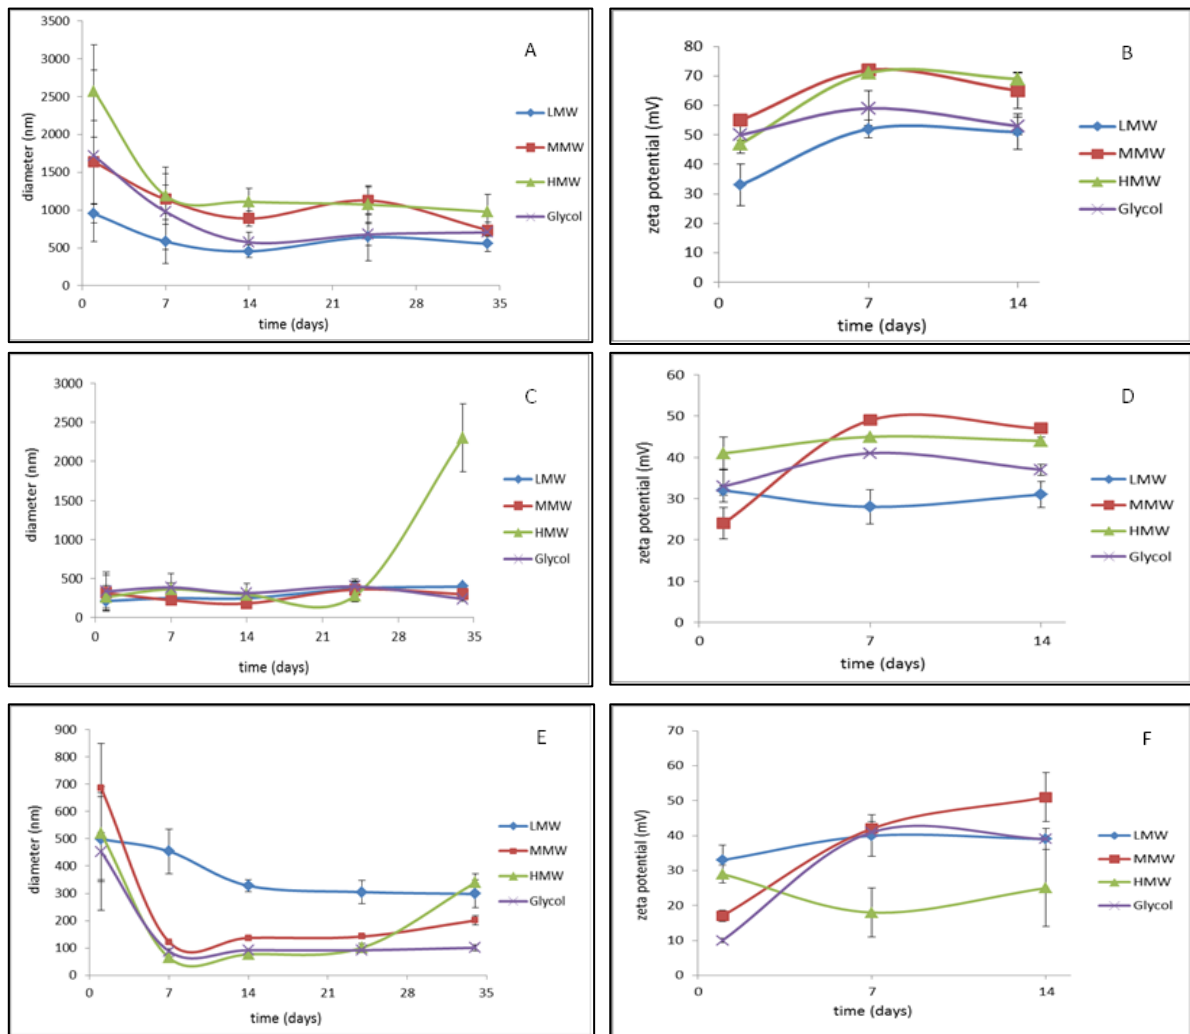 A
3500
3000
2500
2000
1500
1000
500
0
diameter (nm)
0 7 14 21 28 35
time (days)
LMW
MMW
HMW
Glycol
B
80
70
60
50
40
30
20
10
0
zeta potential (mV)
0 7 14
time (days)
LMW
MMW
HMW
Glycol
C
3000
2500
2000
1500
1000
500
0
diameter (nm)
0 7 14 21 28 35
time (days)
LMW
MMW
HMW
Glycol
D
60
50
40
30
20
10
0
zeta potential (mV)
0 7 14
time (days)
LMW
MMW
HMW
Glycol
E
900
800
700
600
500
400
300
200
100
0
diameter (nm)
0 7 14 21 28 35
time (days)
LMW
MMW
HMW
Glycol
F
70
60
50
40
30
20
10
0
zeta potential (mV)
0 7 14
time (days)
LMW
MMW
HMW
Glycol